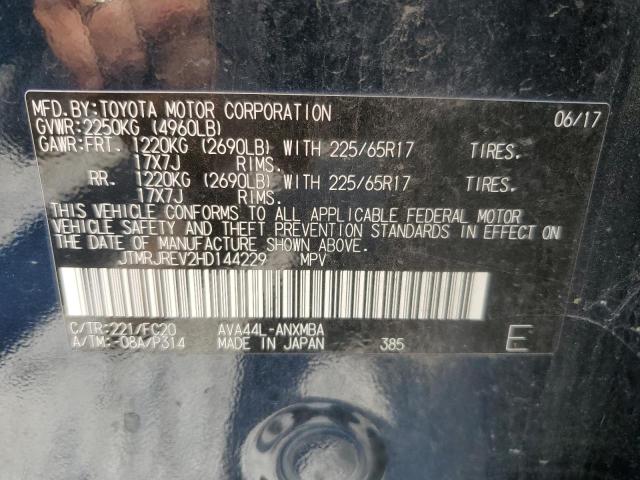 MFD.BY:TOYOTA MOTOR CORPORATION 06/17
GVWR:2250KG (4960LB)
GAWR:FRT. 1220KG (2690LB) WITH 225/65R17 TIRES.
17X7J RIMS.
RR. 1220KG (2690LB) WITH 225/65R17 TIRES.
17X7J RIMS.
THIS VEHICLE CONFORMS TO ALL APPLICABLE FEDERAL MOTOR
VEHICLE SAFETY AND THEFT PREVENTION STANDARDS IN EFFECT ON
THE DATE OF MANUFACTURE SHOWN ABOVE.
JTMRJREV2HD144229 MPV
C/TR:221/FC20 AVA44L-ANXMBA
A/TM:-08A/P314 MADE IN JAPAN 385 E